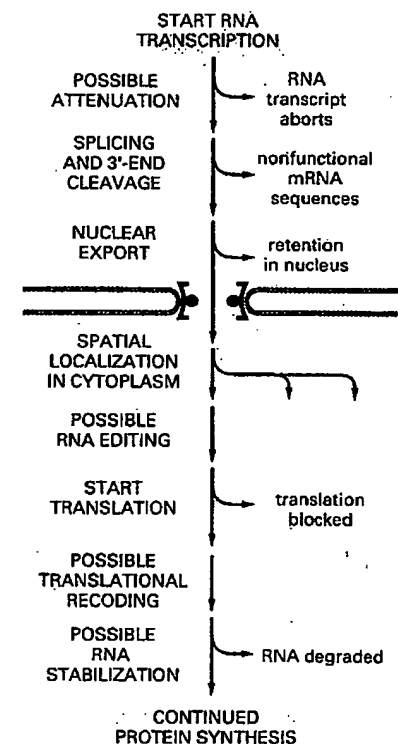 START RNA
TRANSCRIPTION
POSSIBLE
ATTENUATION
RNA
transcript
aborts
SPLICING
AND 3'-END
CLEAVAGE
nonfunctional
mRNA
sequences
NUCLEAR
EXPORT
retention
in nucleus
SPATIAL
LOCALIZATION
IN CYTOPLASM
POSSIBLE
RNA EDITING
START
TRANSLATION
translation
blocked
POSSIBLE
TRANSLATIONAL
RECODING
POSSIBLE
RNA
STABILIZATION
RNA degraded
CONTINUED
PROTEIN SYNTHESIS